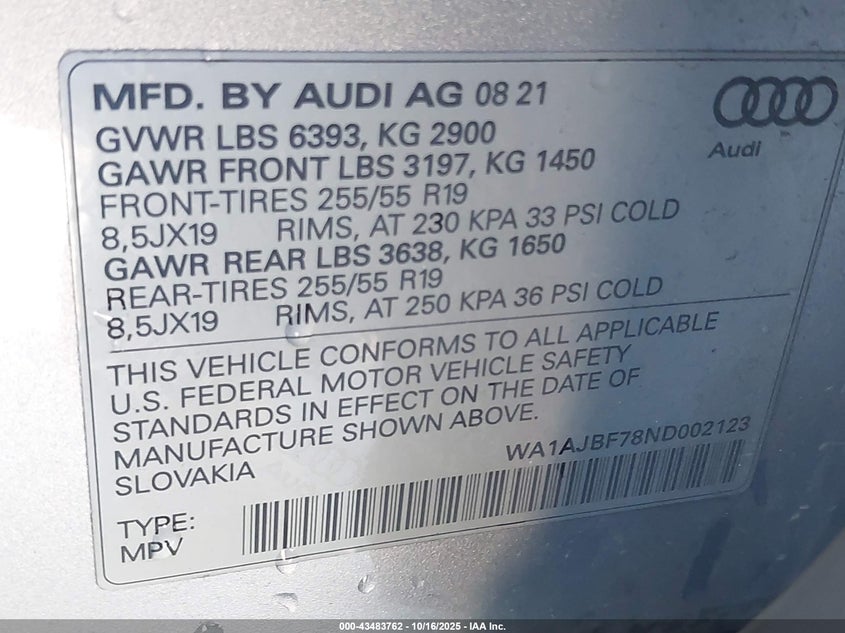 MFD. BY AUDI AG 08 21
Audi
GVWR LBS 6393, KG 2900
GAWR FRONT LBS 3197, KG 1450
FRONT-TIRES 255/55 R19
8,5JX19 RIMS, AT 230 KPA 33 PSI COLD
GAWR REAR LBS 3638, KG 1650
REAR-TIRES 255/55 R19
8,5JX19 RIMS, AT 250 KPA 36 PSI COLD
THIS VEHICLE CONFORMS TO ALL APPLICABLE
U.S. FEDERAL MOTOR VEHICLE SAFETY
STANDARDS IN EFFECT ON THE DATE OF
MANUFACTURE SHOWN ABOVE.
SLOVAKIA WA1AJBF78ND002123
TYPE:
MPV
000-43483762 - 10/16/2025 - IAA Inc.